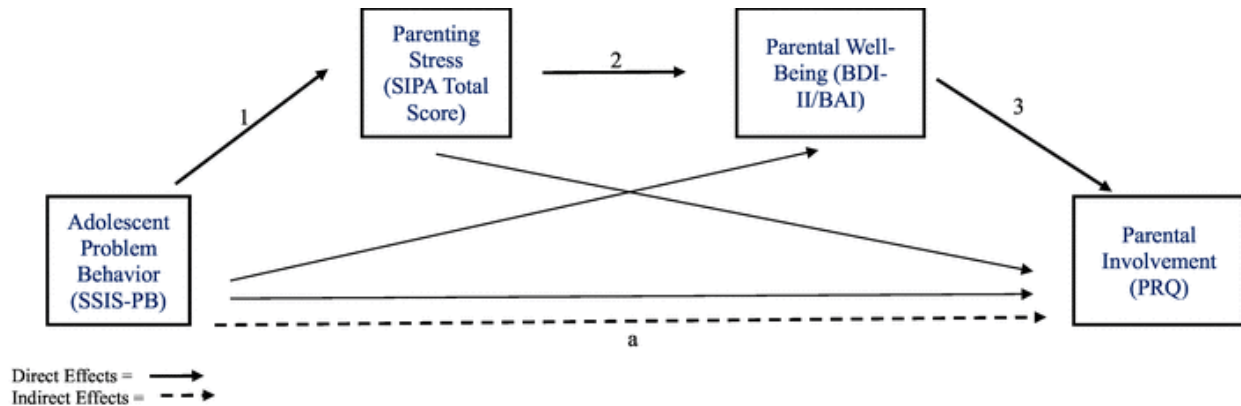 Parenting
Stress
(SIPA Total
Score)
2
Parental Well-
Being (BDI-
II/BAI)
1
3
Adolescent
Problem
Behavior
(SSIS-PB)
Parental
Involvement
(PRQ)
a
Direct Effects =
Indirect Effects =